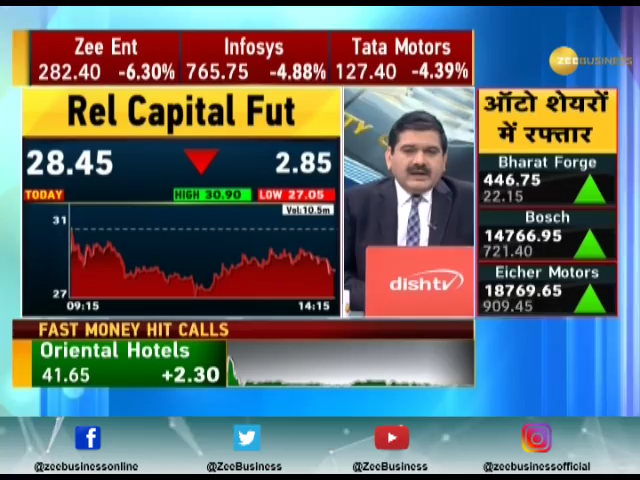 Zee Ent
282.40 -6.30%
Infosys
765.75 -4.88%
Tata Motors
127.40 -4.39%
ZEEBUSINESS
Rel Capital Fut
28.45 2.85
TODAY HIGH 30.90 LOW 27.05
Vol:10.5m
31
27
09:15 14:15
dishtv
ऑटो शेयरों
में रफ्तार
Bharat Forge
446.75
22.15
Bosch
14766.95
721.40
Eicher Motors
18769.65
909.45
FAST MONEY HIT CALLS
Oriental Hotels
41.65 +2.30
@zeebusinessonline
@ZeeBusiness
@ZeeBusiness
@zeebusinessofficial